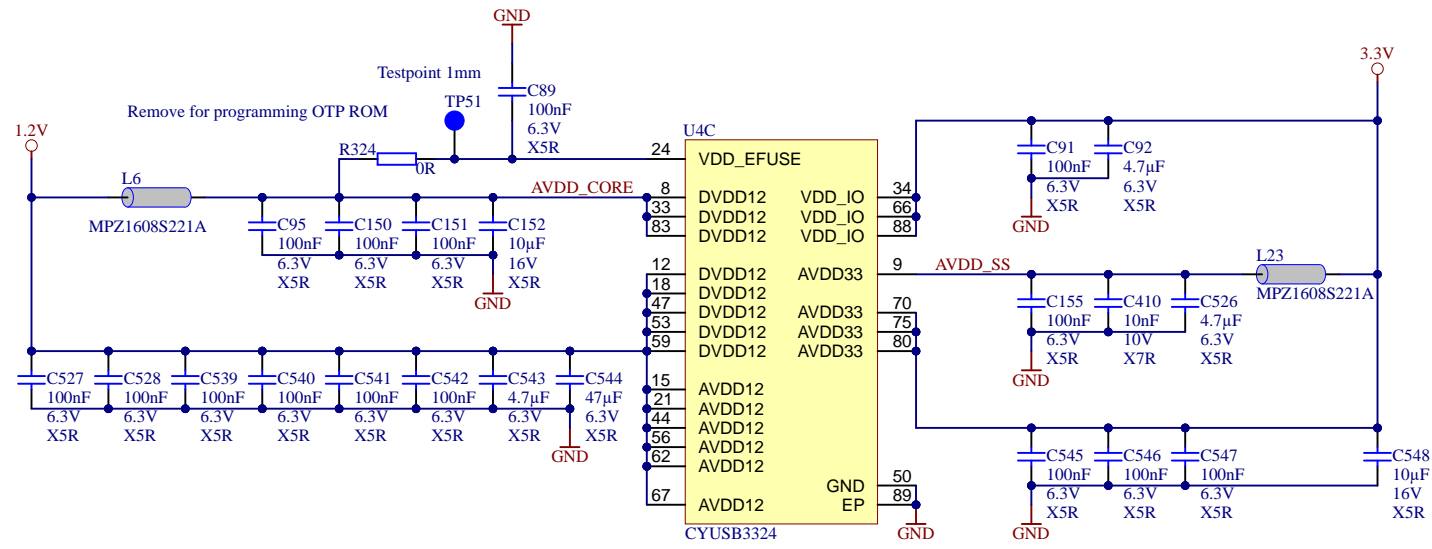 GND
3.3V
Testpoint 1mm
TP51
C89
100nF
6.3V
X5R
Remove for programming OTP ROM
1.2V
R324
0R
U4C
24
VDD_EFUSE
L6
MPZ1608S221A
AVDD_CORE
8
DVDD12
33
DVDD12
83
DVDD12
C95
100nF
6.3V
X5R
C150
100nF
6.3V
X5R
C151
100nF
6.3V
X5R
C152
10µF
16V
X5R
GND
12
DVDD12
18
DVDD12
47
DVDD12
53
DVDD12
59
DVDD12
15
AVDD12
21
AVDD12
44
AVDD12
56
AVDD12
62
AVDD12
67
AVDD12
C527
100nF
6.3V
X5R
C528
100nF
6.3V
X5R
C539
100nF
6.3V
X5R
C540
100nF
6.3V
X5R
C541
100nF
6.3V
X5R
C542
100nF
6.3V
X5R
C543
4.7µF
6.3V
X5R
C544
47µF
6.3V
X5R
GND
VDD_IO
34
VDD_IO
66
VDD_IO
88
AVDD33
9
AVDD33
70
AVDD33
75
AVDD33
80
GND
50
EP
89
GND
CYUSB3324
C91
100nF
6.3V
X5R
C92
4.7µF
6.3V
X5R
GND
AVDD_SS
L23
MPZ1608S221A
C155
100nF
6.3V
X5R
C410
10nF
10V
X7R
C526
4.7µF
6.3V
X5R
GND
C545
100nF
6.3V
X5R
C546
100nF
6.3V
X5R
C547
100nF
6.3V
X5R
C548
10µF
16V
X5R
GND